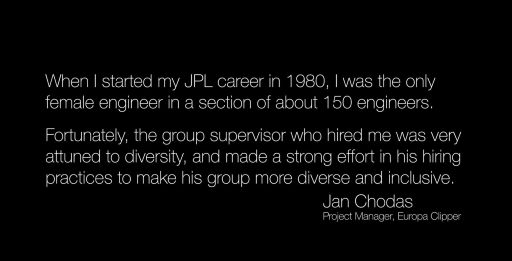 When I started my JPL career in 1980, I was the only
female engineer in a section of about 150 engineers.
Fortunately, the group supervisor who hired me was very
attuned to diversity, and made a strong effort in his hiring
practices to make his group more diverse and inclusive.
Jan Chodas
Project Manager, Europa Clipper